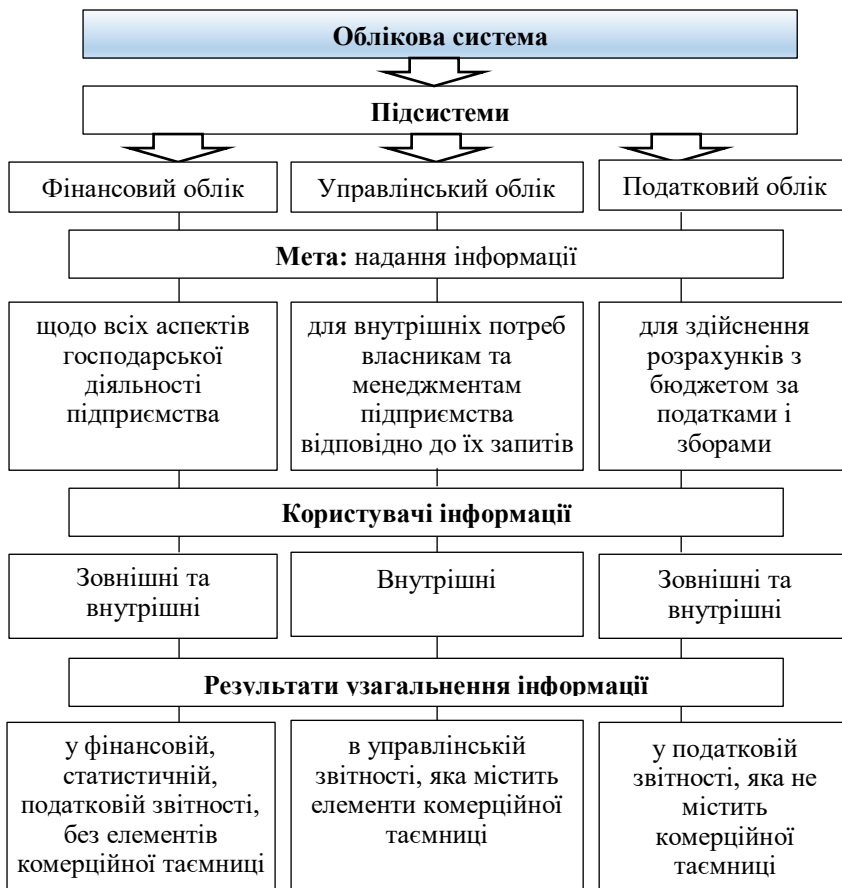 Облікова система
Підсистеми
Фінансовий облік
Управлінський облік
Податковий облік
Мета: надання інформації
щодо всіх аспектів
господарської
діяльності
підприємства
для внутрішніх потреб
власникам та
менеджментам
підприємства
відповідно до їх запитів
для здійснення
розрахунків з
бюджетом за
податками і
зборами
Користувачі інформації
Зовнішні та
внутрішні
Внутрішні
Зовнішні та
внутрішні
Результати узагальнення інформації
у фінансовій,
статистичній,
податковій звітності,
без елементів
комерційної таємниці
в управлінській
звітності, яка містить
елементи комерційної
таємниці
у податковій
звітності, яка не
містить
комерційної
таємниці